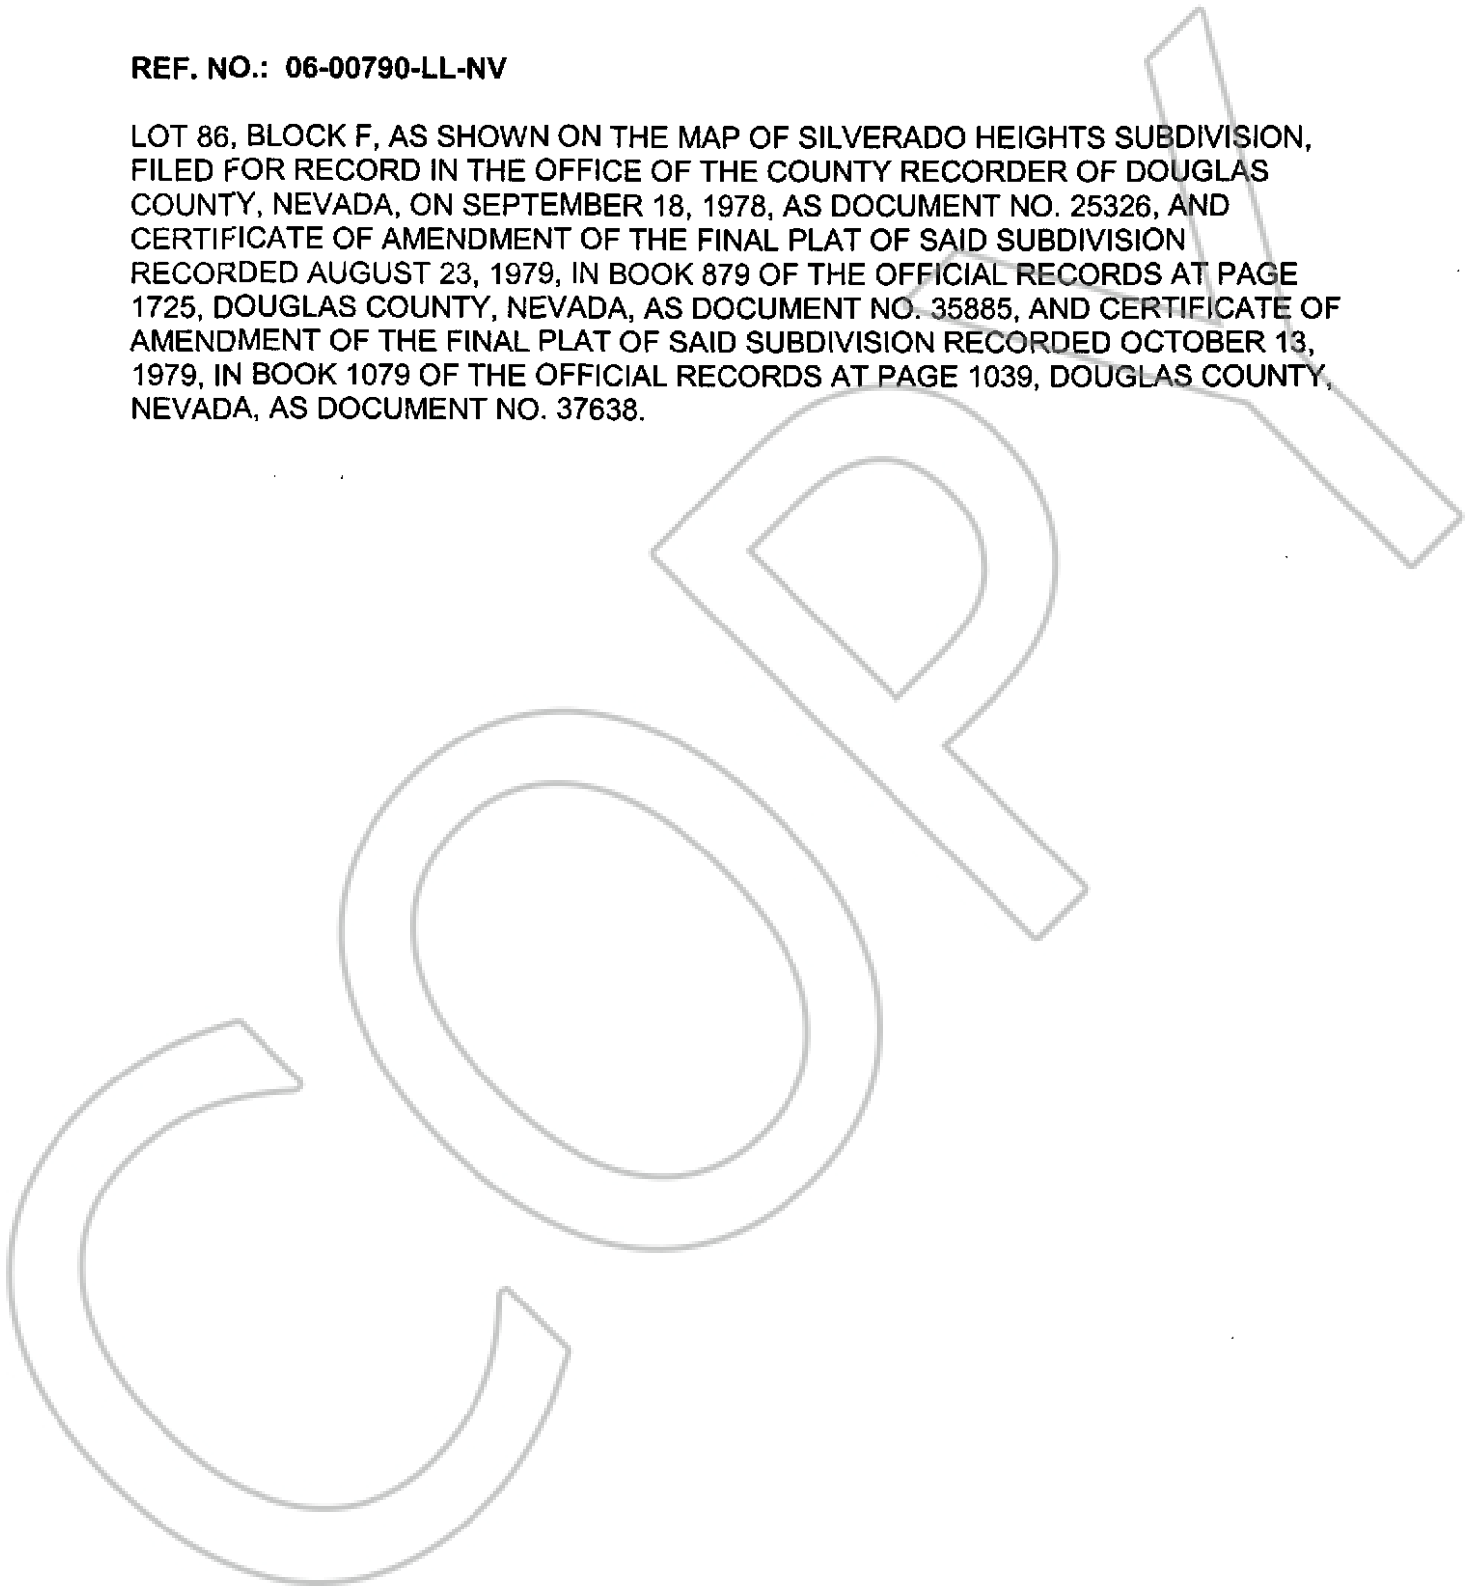 REF. NO.: 06-00790-LL-NV
LOT 86, BLOCK F, AS SHOWN ON THE MAP OF SILVERADO HEIGHTS SUBDIVISION,
FILED FOR RECORD IN THE OFFICE OF THE COUNTY RECORDER OF DOUGLAS
COUNTY, NEVADA, ON SEPTEMBER 18, 1978, AS DOCUMENT NO. 25326, AND
CERTIFICATE OF AMENDMENT OF THE FINAL PLAT OF SAID SUBDIVISION
RECORDED AUGUST 23, 1979, IN BOOK 879 OF THE OFFICIAL RECORDS AT PAGE
1725, DOUGLAS COUNTY, NEVADA, AS DOCUMENT NO. 35885, AND CERTIFICATE OF
AMENDMENT OF THE FINAL PLAT OF SAID SUBDIVISION RECORDED OCTOBER 13,
1979, IN BOOK 1079 OF THE OFFICIAL RECORDS AT PAGE 1039, DOUGLAS COUNTY,
NEVADA, AS DOCUMENT NO. 37638.
COPY